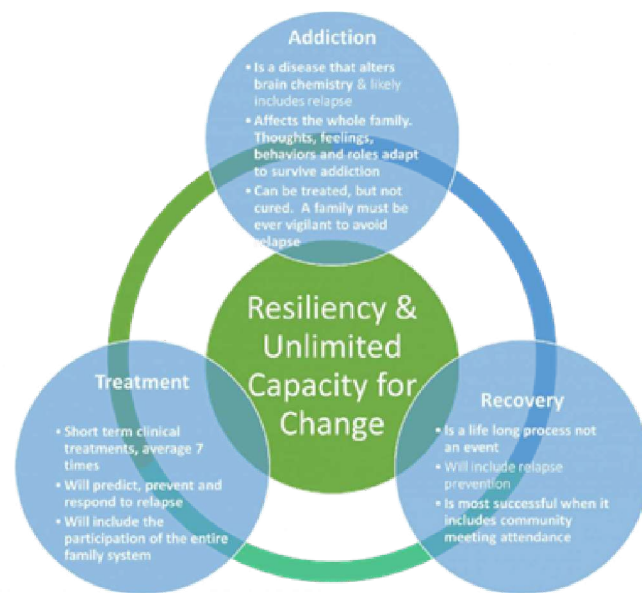 Addiction
• Is a disease that alters
brain chemistry & likely
includes relapse
• Affects the whole family.
Thoughts, feelings,
behaviors and roles adapt
to survive addiction
• Can be treated, but not
cured. A family must be
ever vigilant to avoid
relapse
Resiliency &
Unlimited
Capacity for
Change
Treatment
• Short term clinical
treatments, average 7
times
• Will predict, prevent and
respond to relapse
• Will include the
participation of the entire
family system
Recovery
• Is a life long process not
an event
• Will include relapse
prevention
• Is most successful when it
includes community
meeting attendance